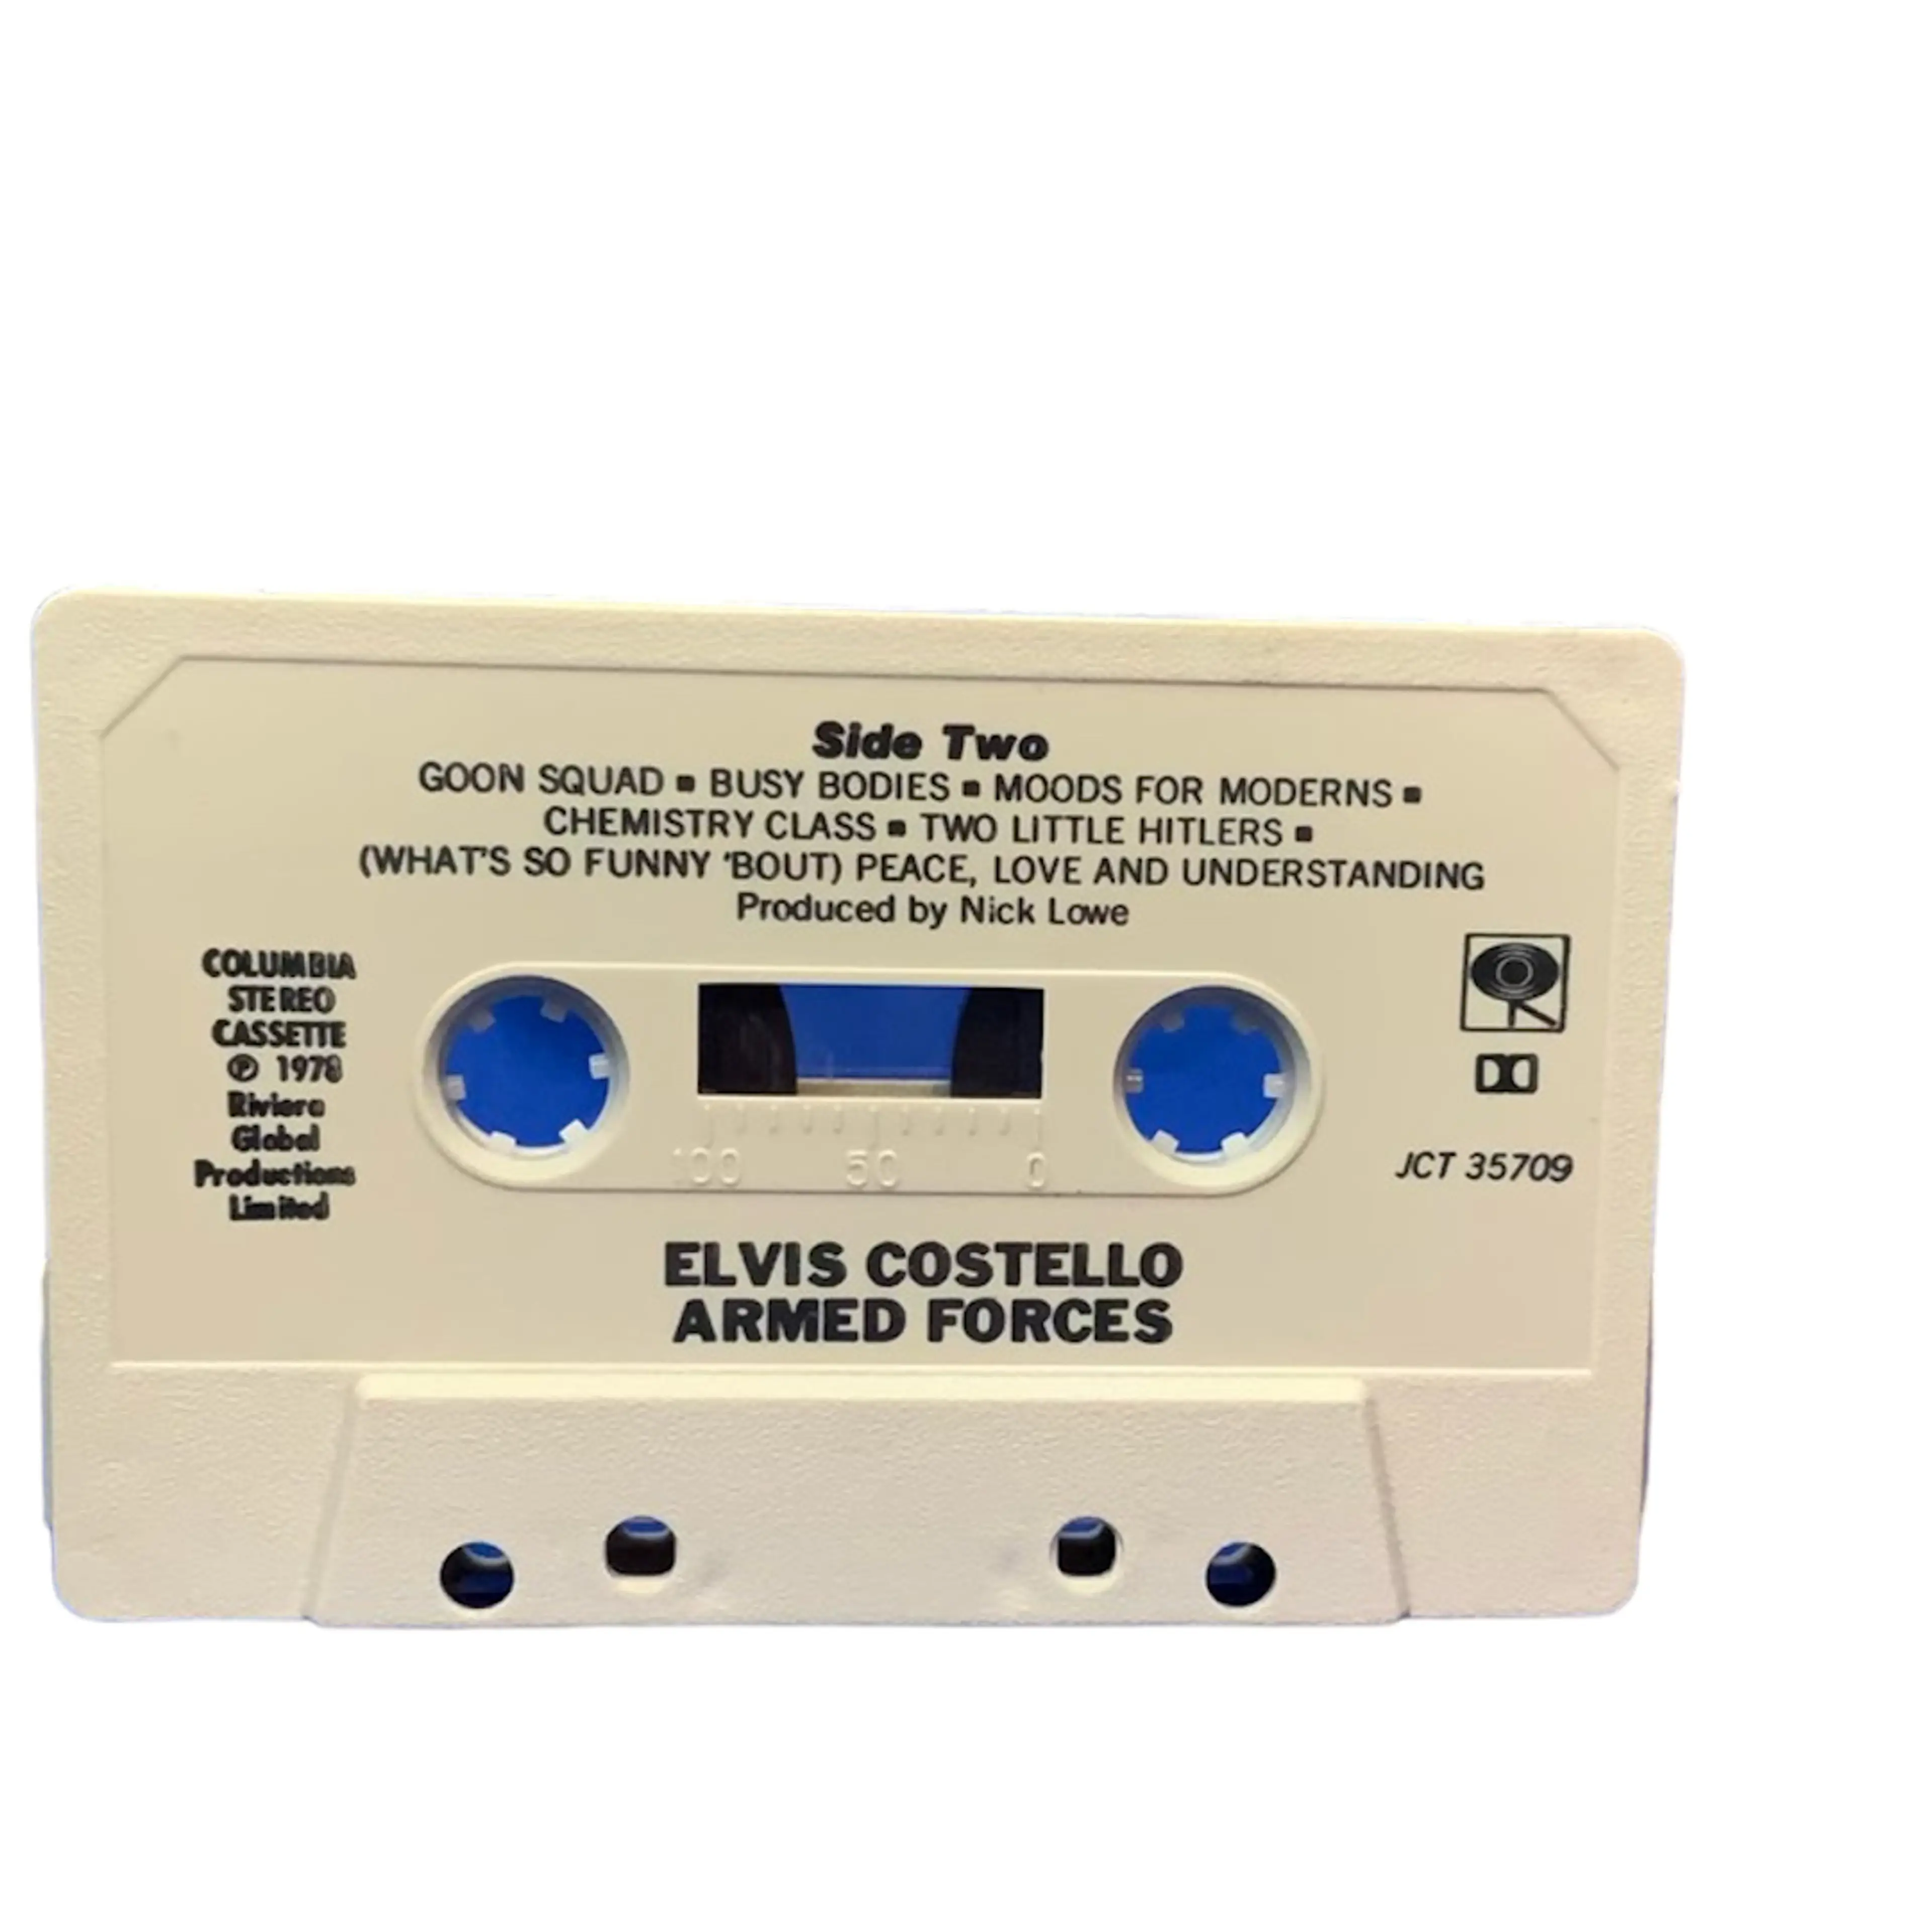 Side Two
GOON SQUAD ▪ BUSY BODIES ▪ MOODS FOR MODERNS ▪
CHEMISTRY CLASS ▪ TWO LITTLE HITLERS ▪
(WHAT'S SO FUNNY 'BOUT) PEACE, LOVE AND UNDERSTANDING
Produced by Nick Lowe
COLUMBIA
STEREO
CASSETTE
℗ 1978
Riviera
Global
Productions
Limited
JCT 35709
100 50 0
ELVIS COSTELLO
ARMED FORCES